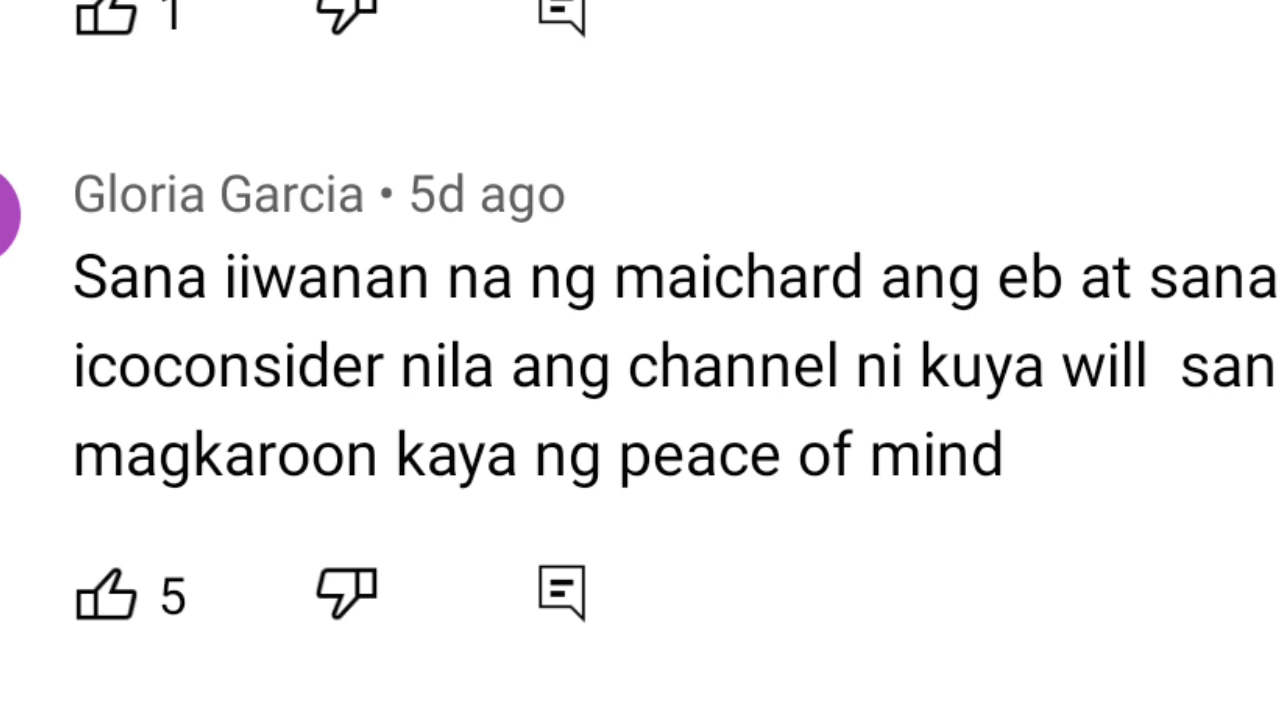 1
Gloria Garcia • 5d ago
Sana iiwanan na ng maichard ang eb at sana
icoconsider nila ang channel ni kuya will san
magkaroon kaya ng peace of mind
5